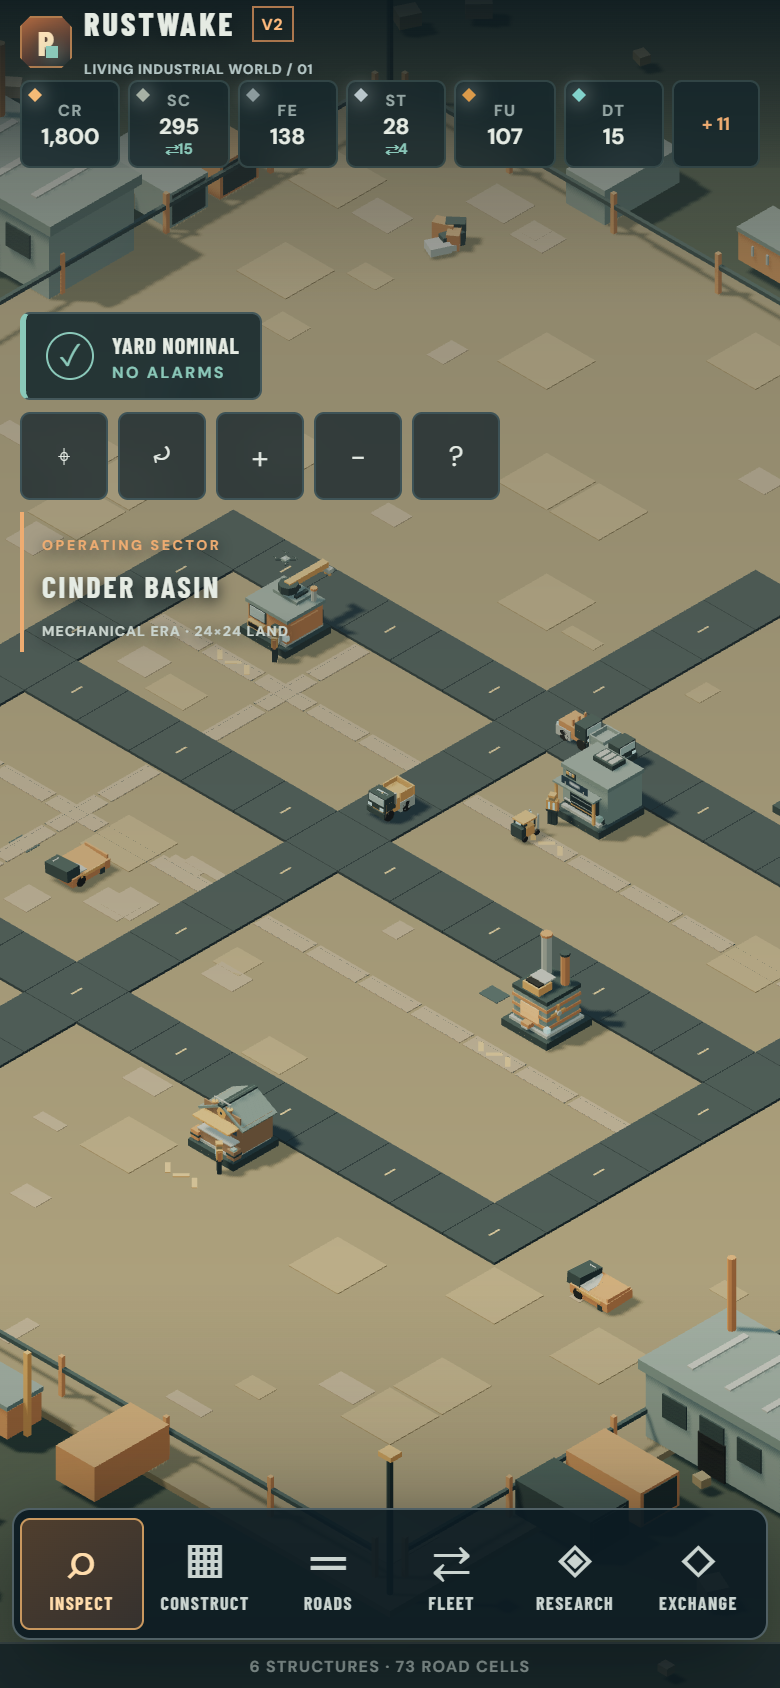 R
RUSTWAKE V2
LIVING INDUSTRIAL WORLD / 01
CR SC FE ST FU DT
1,800 295 138 28 107 15 + 11
⇄15 ⇄4
YARD NOMINAL
NO ALARMS
+ - ?
OPERATING SECTOR
CINDER BASIN
MECHANICAL ERA · 24×24 LAND
INSPECT CONSTRUCT ROADS FLEET RESEARCH EXCHANGE
6 STRUCTURES · 73 ROAD CELLS